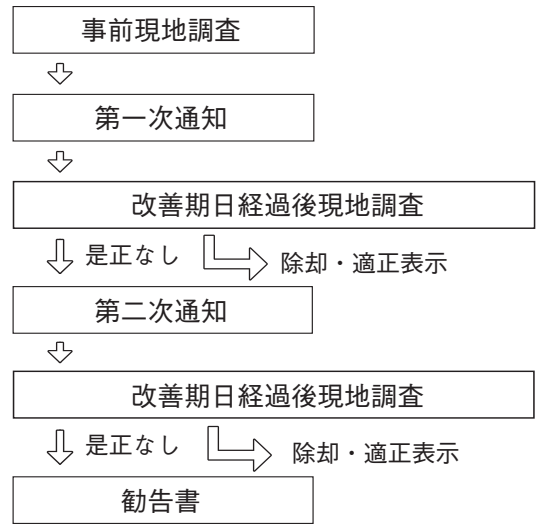 事前現地調査
第一次通知
改善期日経過後現地調査
是正なし
除却・適正表示
第二次通知
改善期日経過後現地調査
是正なし
除却・適正表示
勧告書